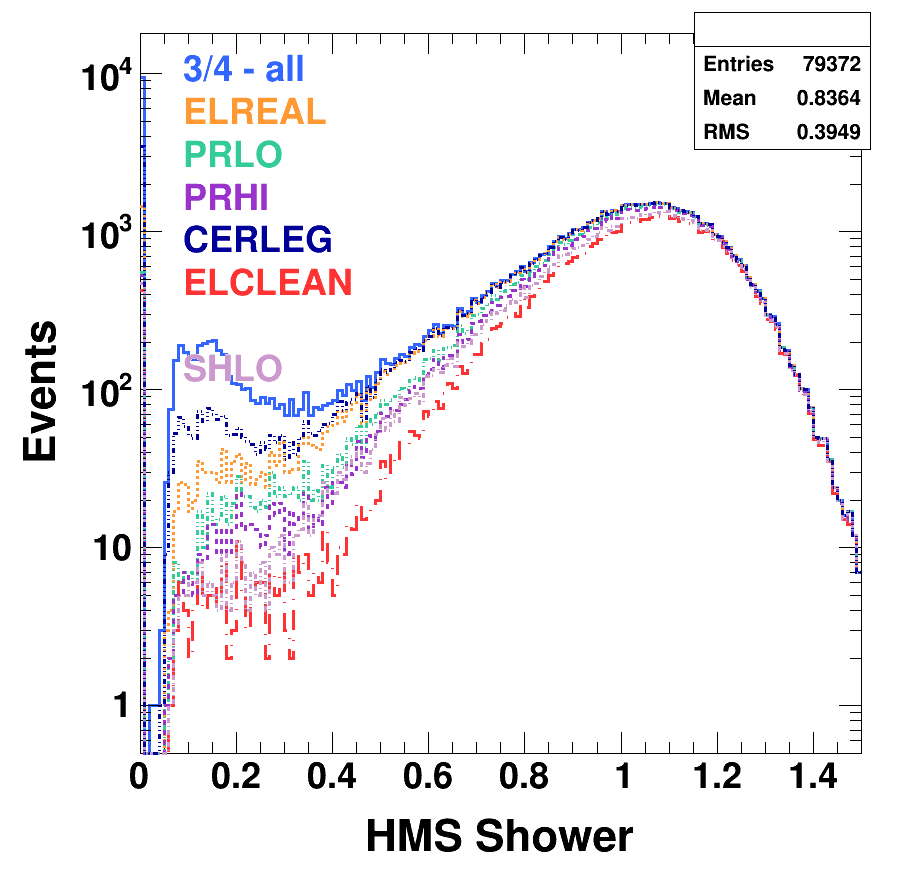 Entries 79372
Mean 0.8364
RMS 0.3949
3/4 - all
ELREAL
PRLO
PRHI
CERLEG
ELCLEAN
SHLO
Events
10^4
10^3
10^2
10
1
0 0.2 0.4 0.6 0.8 1 1.2 1.4
HMS Shower